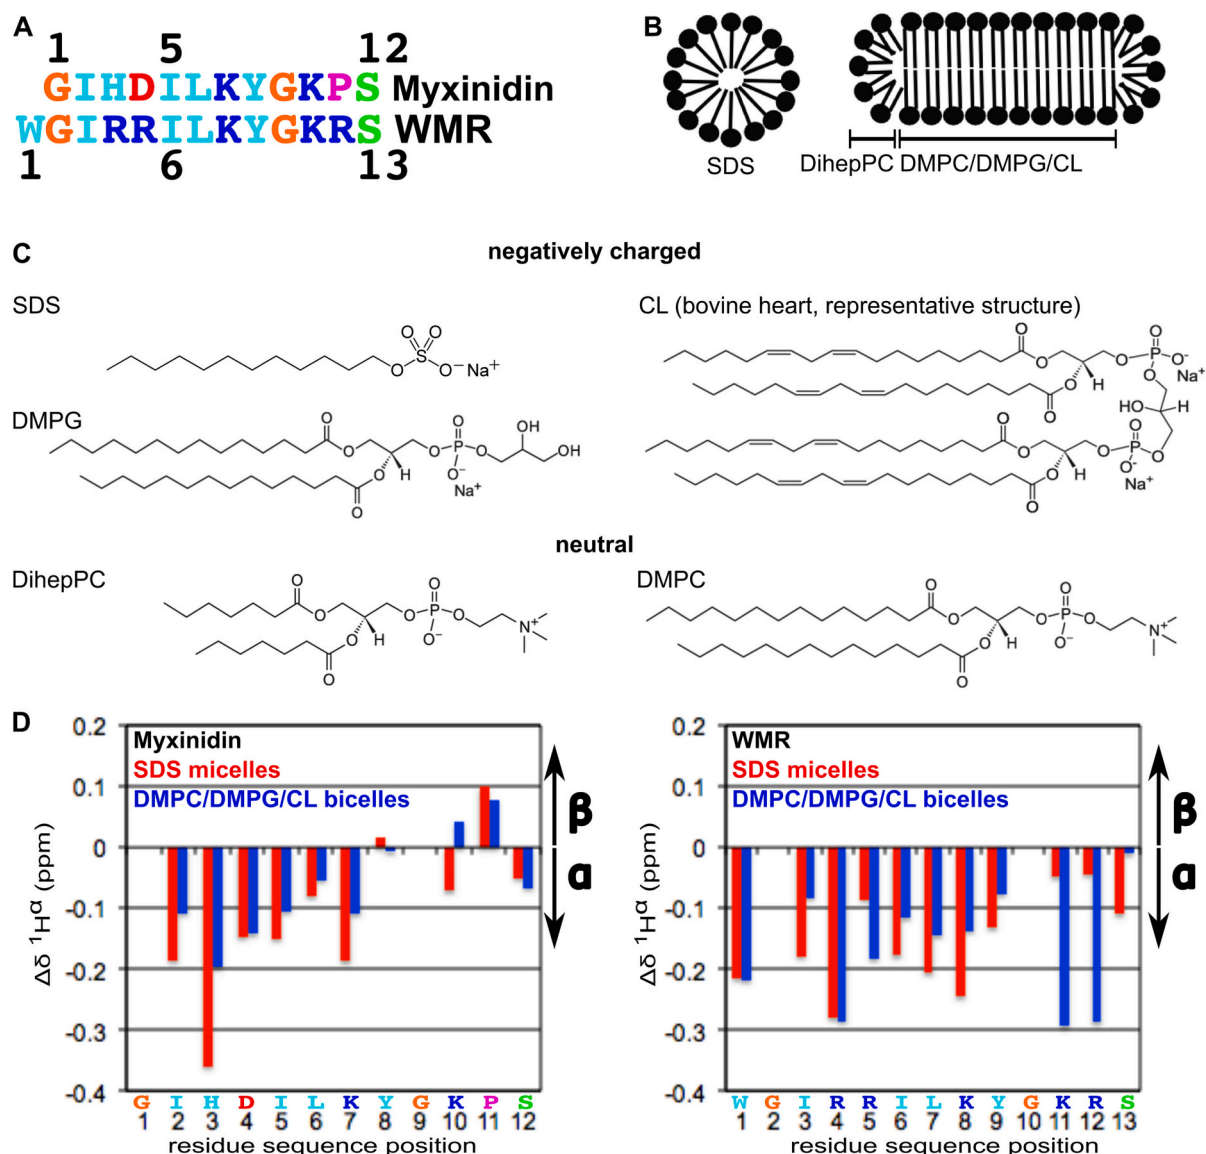 A
1 5 12
GIHDILKYGKPS Myxinidin
WGIRRILKYGKRS WMR
1 6 13
B
SDS
DihepPC DMPC/DMPG/CL
C
negatively charged
SDS
O O
S
O O⁻ Na⁺
CL (bovine heart, representative structure)
O O
O O P O⁻
O H O Na⁺
O HO H
O O
O O P O
O H O⁻
O Na⁺
DMPG
O O OH
O O P O OH
O H O⁻
O Na⁺
neutral
DihepPC
O O
O O P O
O H O⁻ N⁺
O
DMPC
O O
O O P O
O H O⁻ N⁺
O
D
Myxinidin
SDS micelles
DMPC/DMPG/CL bicelles
0.2
0.1
0
-0.1
-0.2
-0.3
-0.4
Δδ ¹Hα (ppm)
β
α
G I H D I L K Y G K P S
1 2 3 4 5 6 7 8 9 10 11 12
residue sequence position
WMR
SDS micelles
DMPC/DMPG/CL bicelles
0.2
0.1
0
-0.1
-0.2
-0.3
-0.4
Δδ ¹Hα (ppm)
β
α
W G I R R I L K Y G K R S
1 2 3 4 5 6 7 8 9 10 11 12 13
residue sequence position